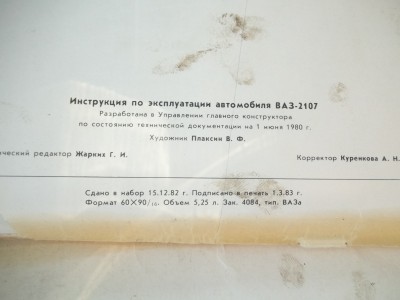 Инструкция по эксплуатации автомобиля ВАЗ-2107
Разработана в Управлении главного конструктора
по состоянию технической документации на 1 июня 1980 г.
Художник Плаксин В. Ф.
ический редактор Жарких Г. И. Корректор Куренкова А. Н.
Сдано в набор 15.12.82 г. Подписано в печать 1.3.83 г.
Формат 60X90/16. Объем 5,25 л. Зак. 4084, тип. ВАЗа